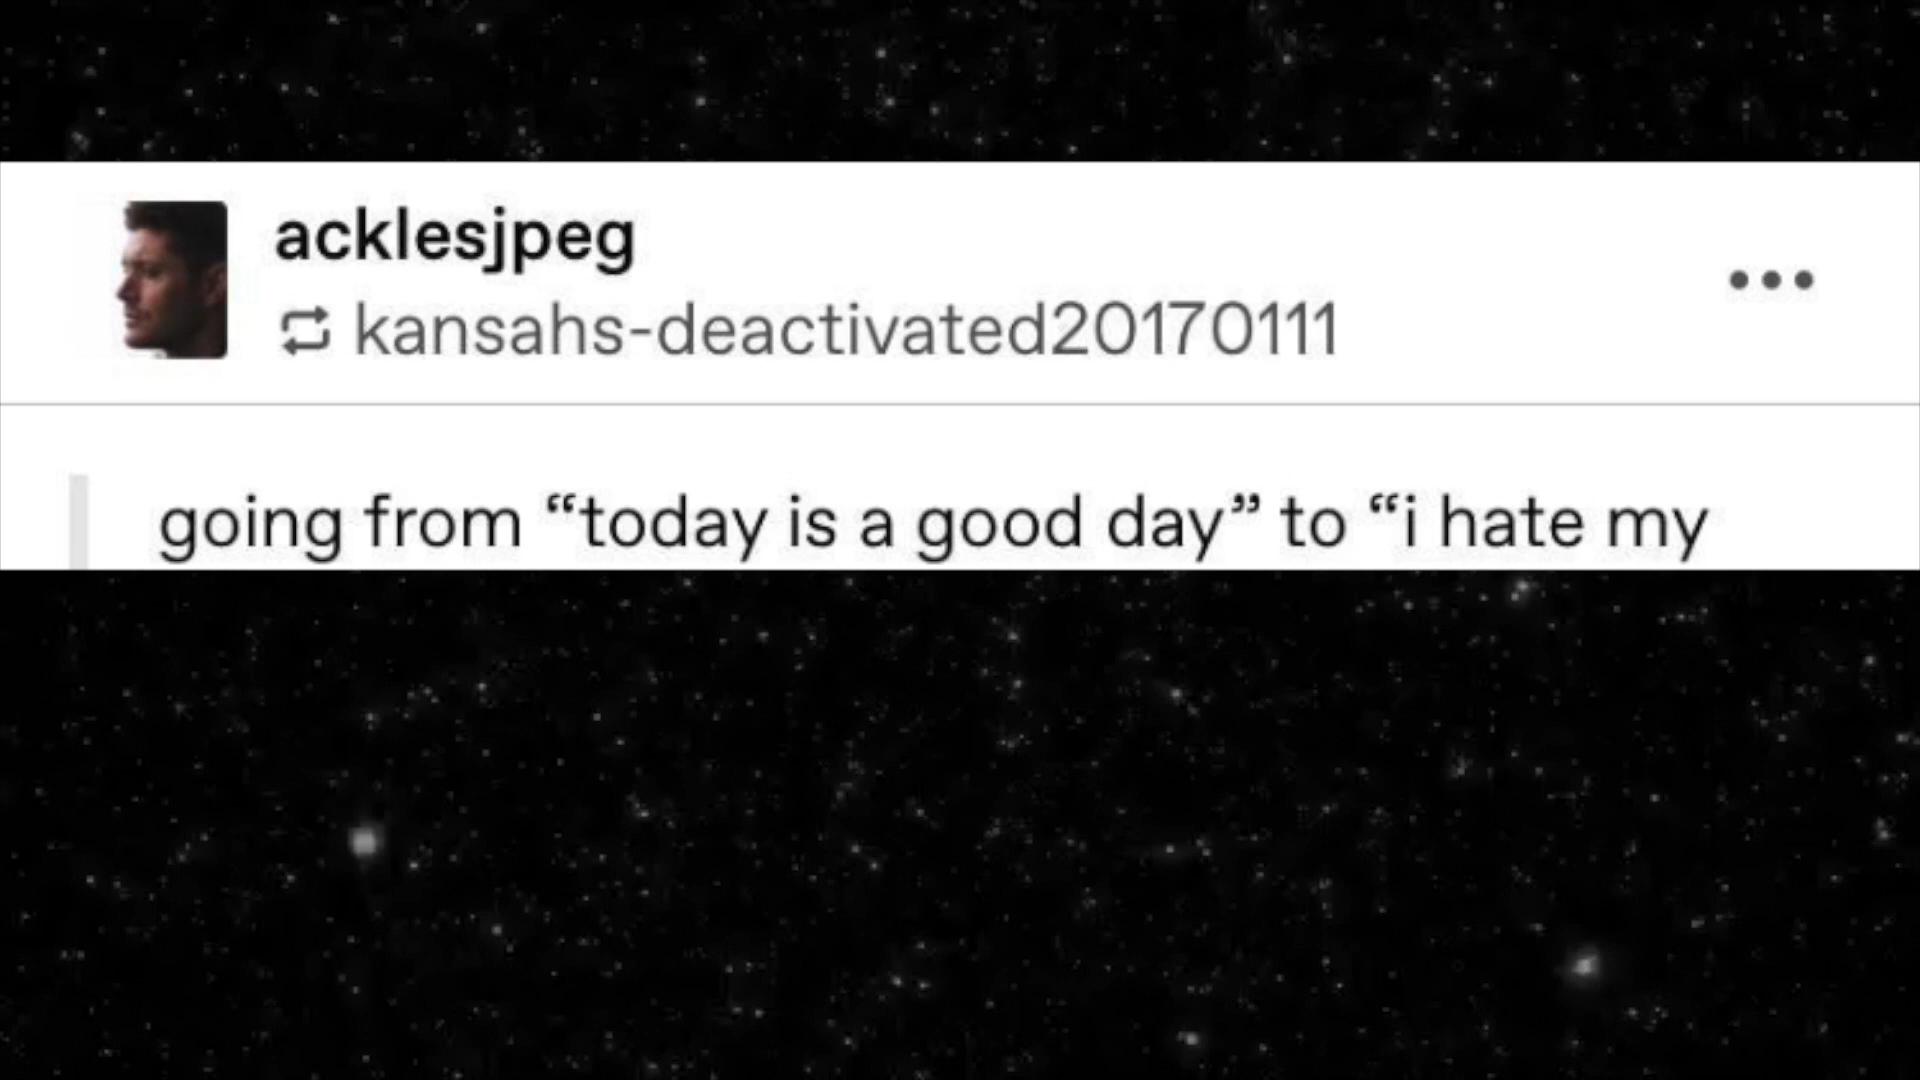 acklesjpeg
kansahs-deactivated20170111
going from “today is a good day” to “i hate my